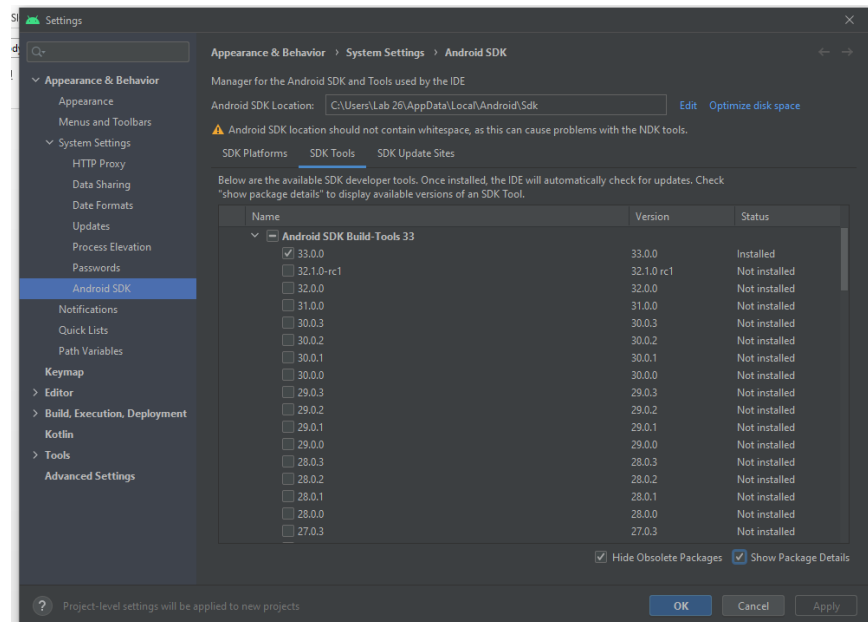 Settings
Appearance & Behavior
Appearance
Menus and Toolbars
System Settings
HTTP Proxy
Data Sharing
Date Formats
Updates
Process Elevation
Passwords
Android SDK
Notifications
Quick Lists
Path Variables
Keymap
Editor
Build, Execution, Deployment
Kotlin
Tools
Advanced Settings
Appearance & Behavior › System Settings › Android SDK
Manager for the Android SDK and Tools used by the IDE
Android SDK Location: C:\Users\Lab 26\AppData\Local\Android\Sdk Edit Optimize disk space
Android SDK location should not contain whitespace, as this can cause problems with the NDK tools.
SDK Platforms SDK Tools SDK Update Sites
Below are the available SDK developer tools. Once installed, the IDE will automatically check for updates. Check
"show package details" to display available versions of an SDK Tool.
Name Version Status
Android SDK Build-Tools 33
33.0.0 33.0.0 Installed
32.1.0-rc1 32.1.0 rc1 Not installed
32.0.0 32.0.0 Not installed
31.0.0 31.0.0 Not installed
30.0.3 30.0.3 Not installed
30.0.2 30.0.2 Not installed
30.0.1 30.0.1 Not installed
30.0.0 30.0.0 Not installed
29.0.3 29.0.3 Not installed
29.0.2 29.0.2 Not installed
29.0.1 29.0.1 Not installed
29.0.0 29.0.0 Not installed
28.0.3 28.0.3 Not installed
28.0.2 28.0.2 Not installed
28.0.1 28.0.1 Not installed
28.0.0 28.0.0 Not installed
27.0.3 27.0.3 Not installed
Hide Obsolete Packages Show Package Details
? Project-level settings will be applied to new projects
OK Cancel Apply